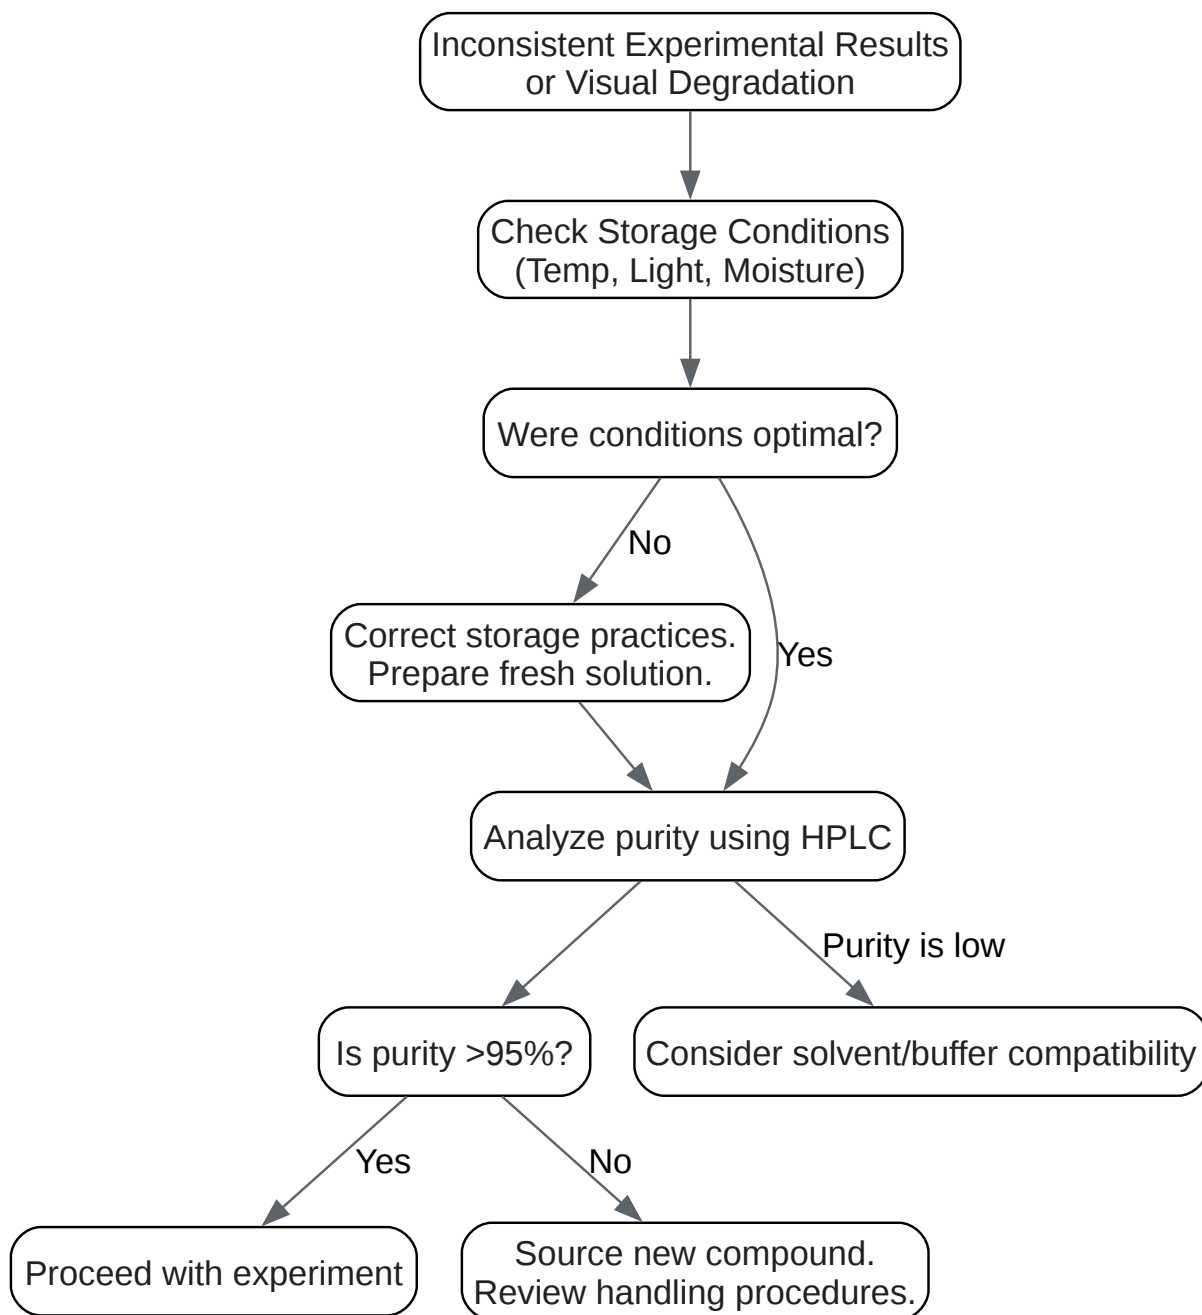 Inconsistent Experimental Results
or Visual Degradation
Check Storage Conditions
(Temp, Light, Moisture)
Were conditions optimal?
No
Correct storage practices.
Prepare fresh solution.
Yes
Analyze purity using HPLC
Purity is low
Is purity >95%?
Consider solvent/buffer compatibility
Yes
No
Proceed with experiment
Source new compound.
Review handling procedures.